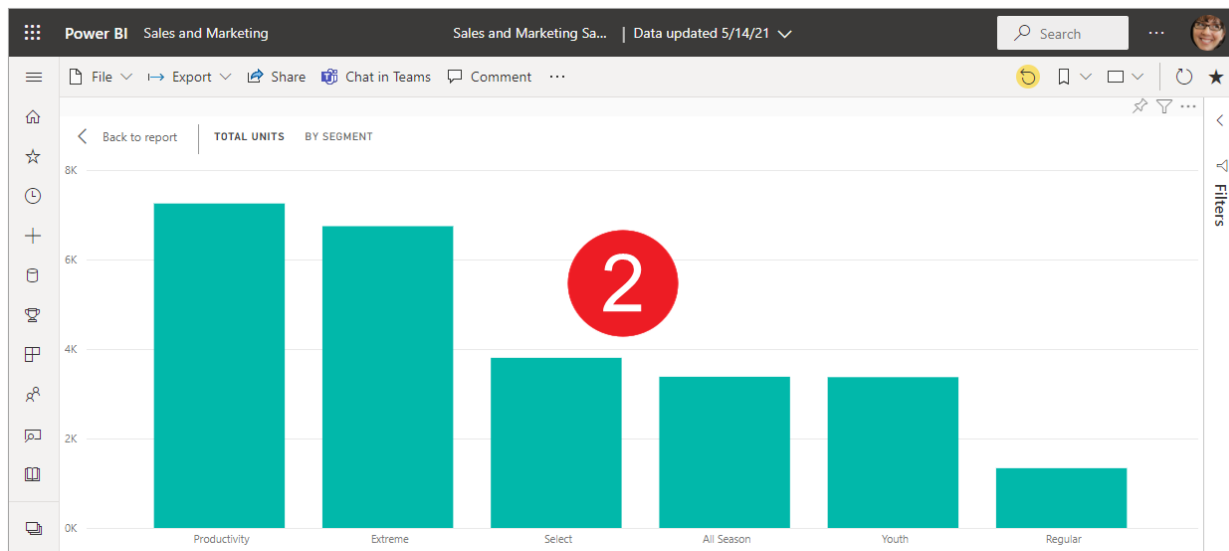 Power BI Sales and Marketing Sales and Marketing Sa... | Data updated 5/14/21 Search
File Export Share Chat in Teams Comment
Back to report TOTAL UNITS BY SEGMENT
Filters
8K
6K
2
4K
2K
0K
Productivity Extreme Select All Season Youth Regular